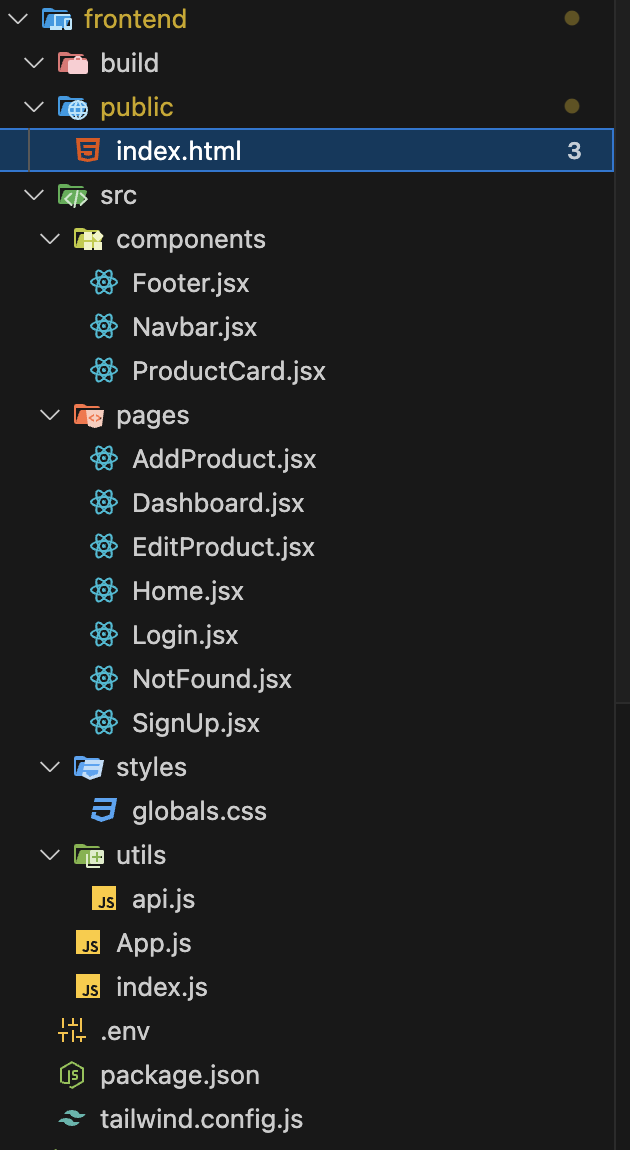 frontend
build
public
index.html 3
src
components
Footer.jsx
Navbar.jsx
ProductCard.jsx
pages
AddProduct.jsx
Dashboard.jsx
EditProduct.jsx
Home.jsx
Login.jsx
NotFound.jsx
SignUp.jsx
styles
globals.css
utils
JS api.js
JS App.js
JS index.js
.env
JS package.json
tailwind.config.js